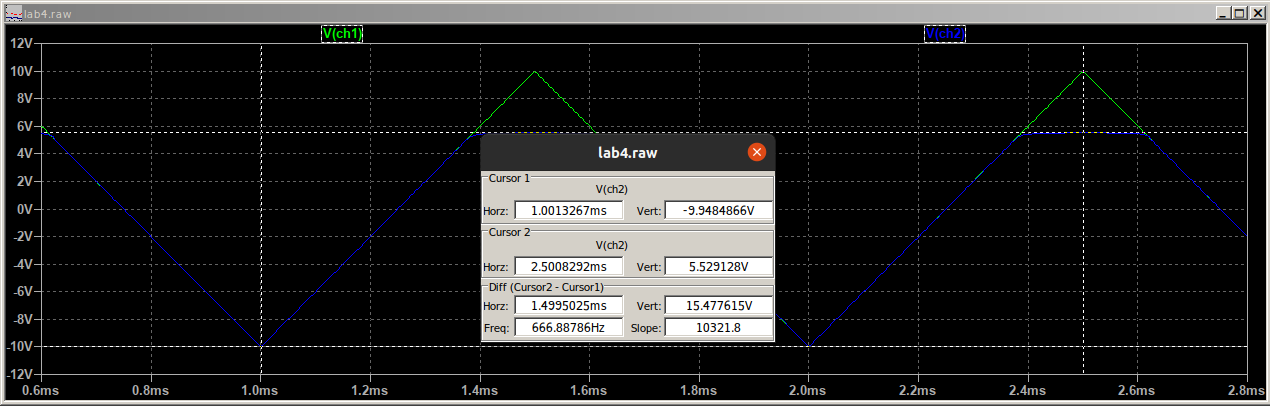 lab4.raw
V(ch1) V(ch2)
12V
10V
8V
6V
4V
2V
0V
-2V
-4V
-6V
-8V
-10V
-12V
0.6ms 0.8ms 1.0ms 1.2ms 1.4ms 1.6ms 1.8ms 2.0ms 2.2ms 2.4ms 2.6ms 2.8ms
lab4.raw
Cursor 1
V(ch2)
Horz: 1.0013267ms Vert: -9.9484866V
Cursor 2
V(ch2)
Horz: 2.5008292ms Vert: 5.529128V
Diff (Cursor2 - Cursor1)
Horz: 1.4995025ms Vert: 15.477615V
Freq: 666.88786Hz Slope: 10321.8